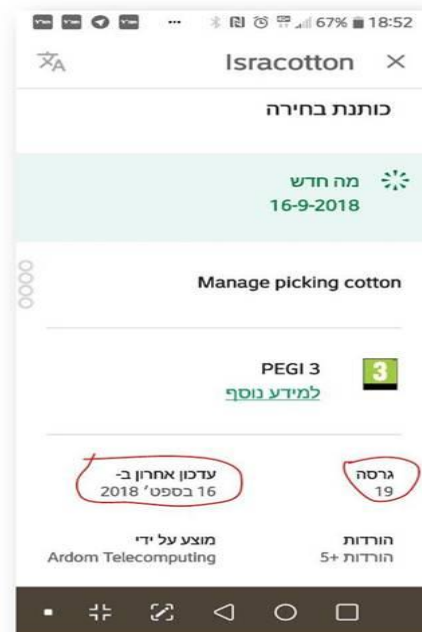 67% 18:52
Isracotton
כותנת בחירה
מה חדש
16-9-2018
Manage picking cotton
3
PEGI 3
למידע נוסף
גרסה
19
עדכון אחרון ב-
16 בספט׳ 2018
הורדות
הורדות +5
מוצע על ידי
Ardom Telecomputing